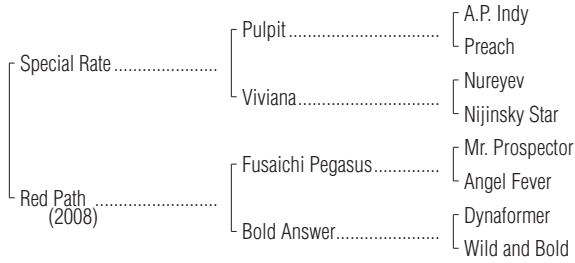 A.P. Indy
Pulpit
Preach
Special Rate
Nureyev
Viviana
Nijinsky Star
Mr. Prospector
Fusaichi Pegasus
Angel Fever
Red Path
(2008)
Dynaformer
Bold Answer
Wild and Bold